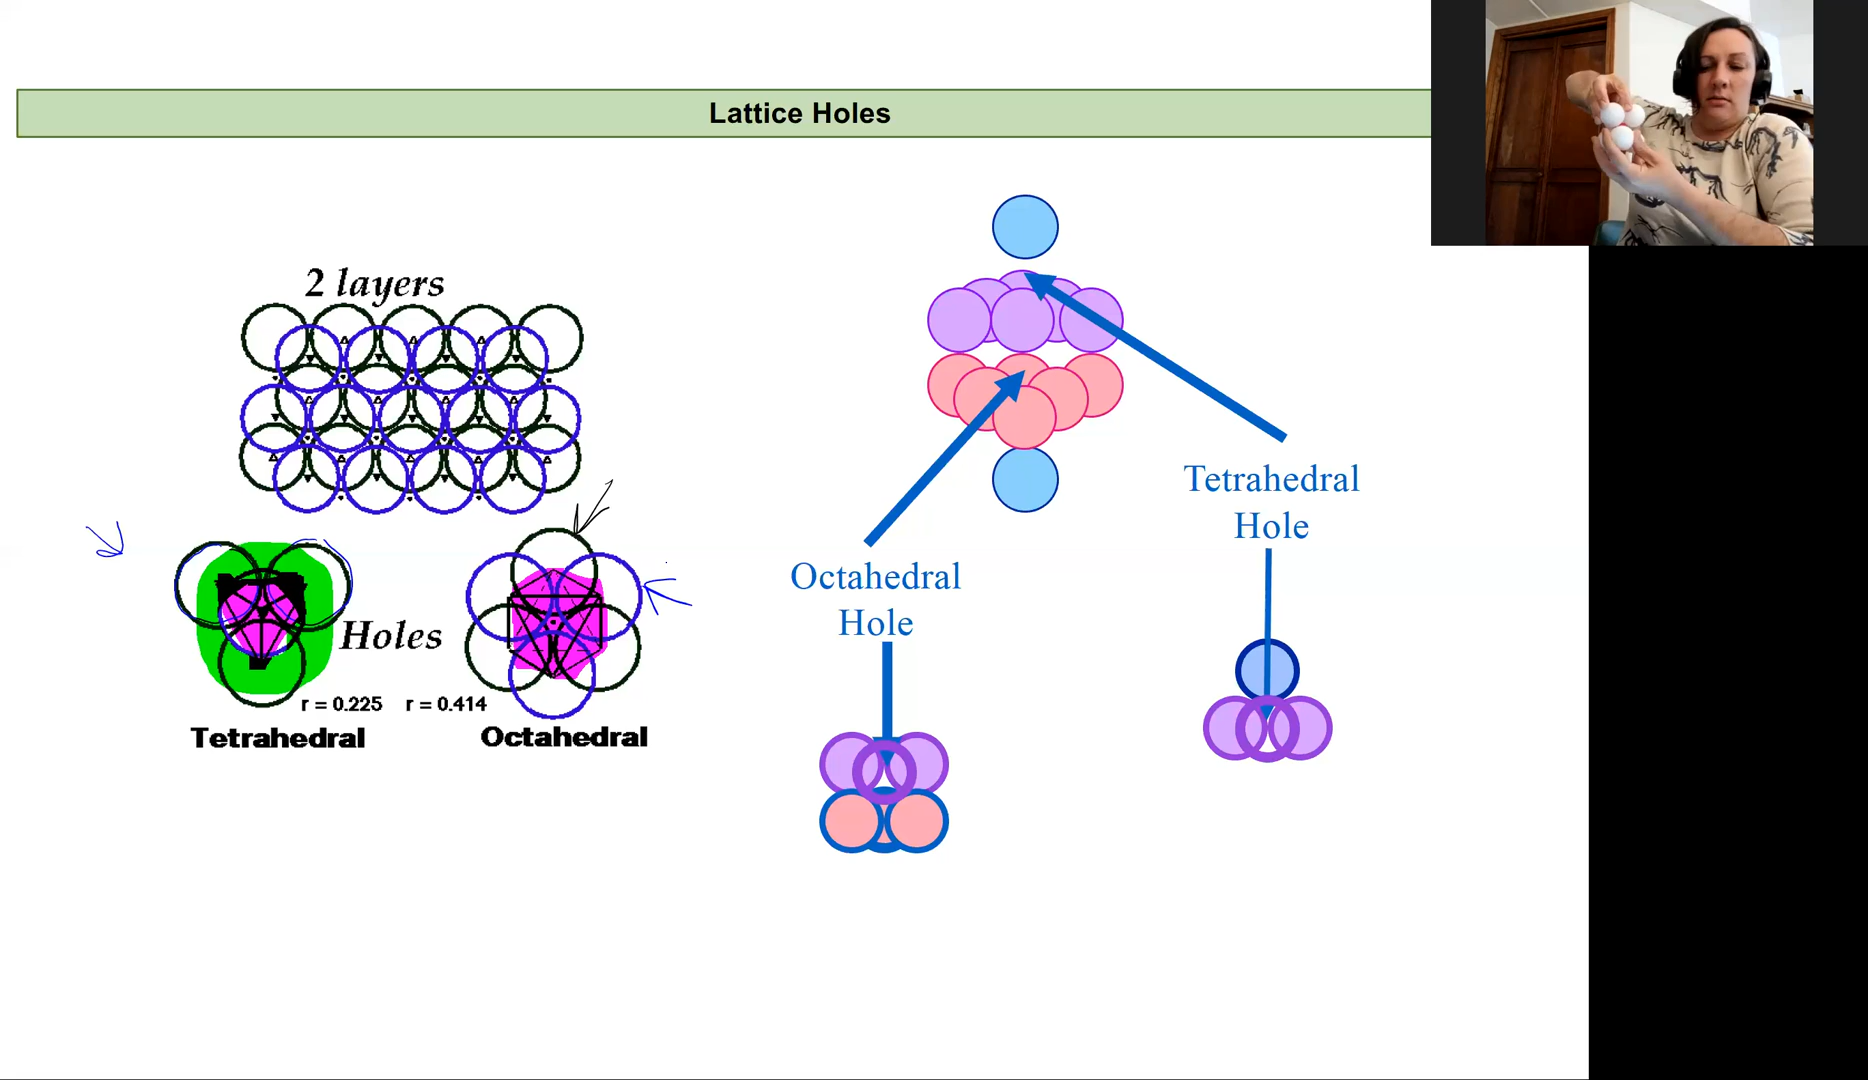 Lattice Holes
2 layers
Holes
r = 0.225 r = 0.414
Tetrahedral
Octahedral
Octahedral
Hole
Tetrahedral
Hole